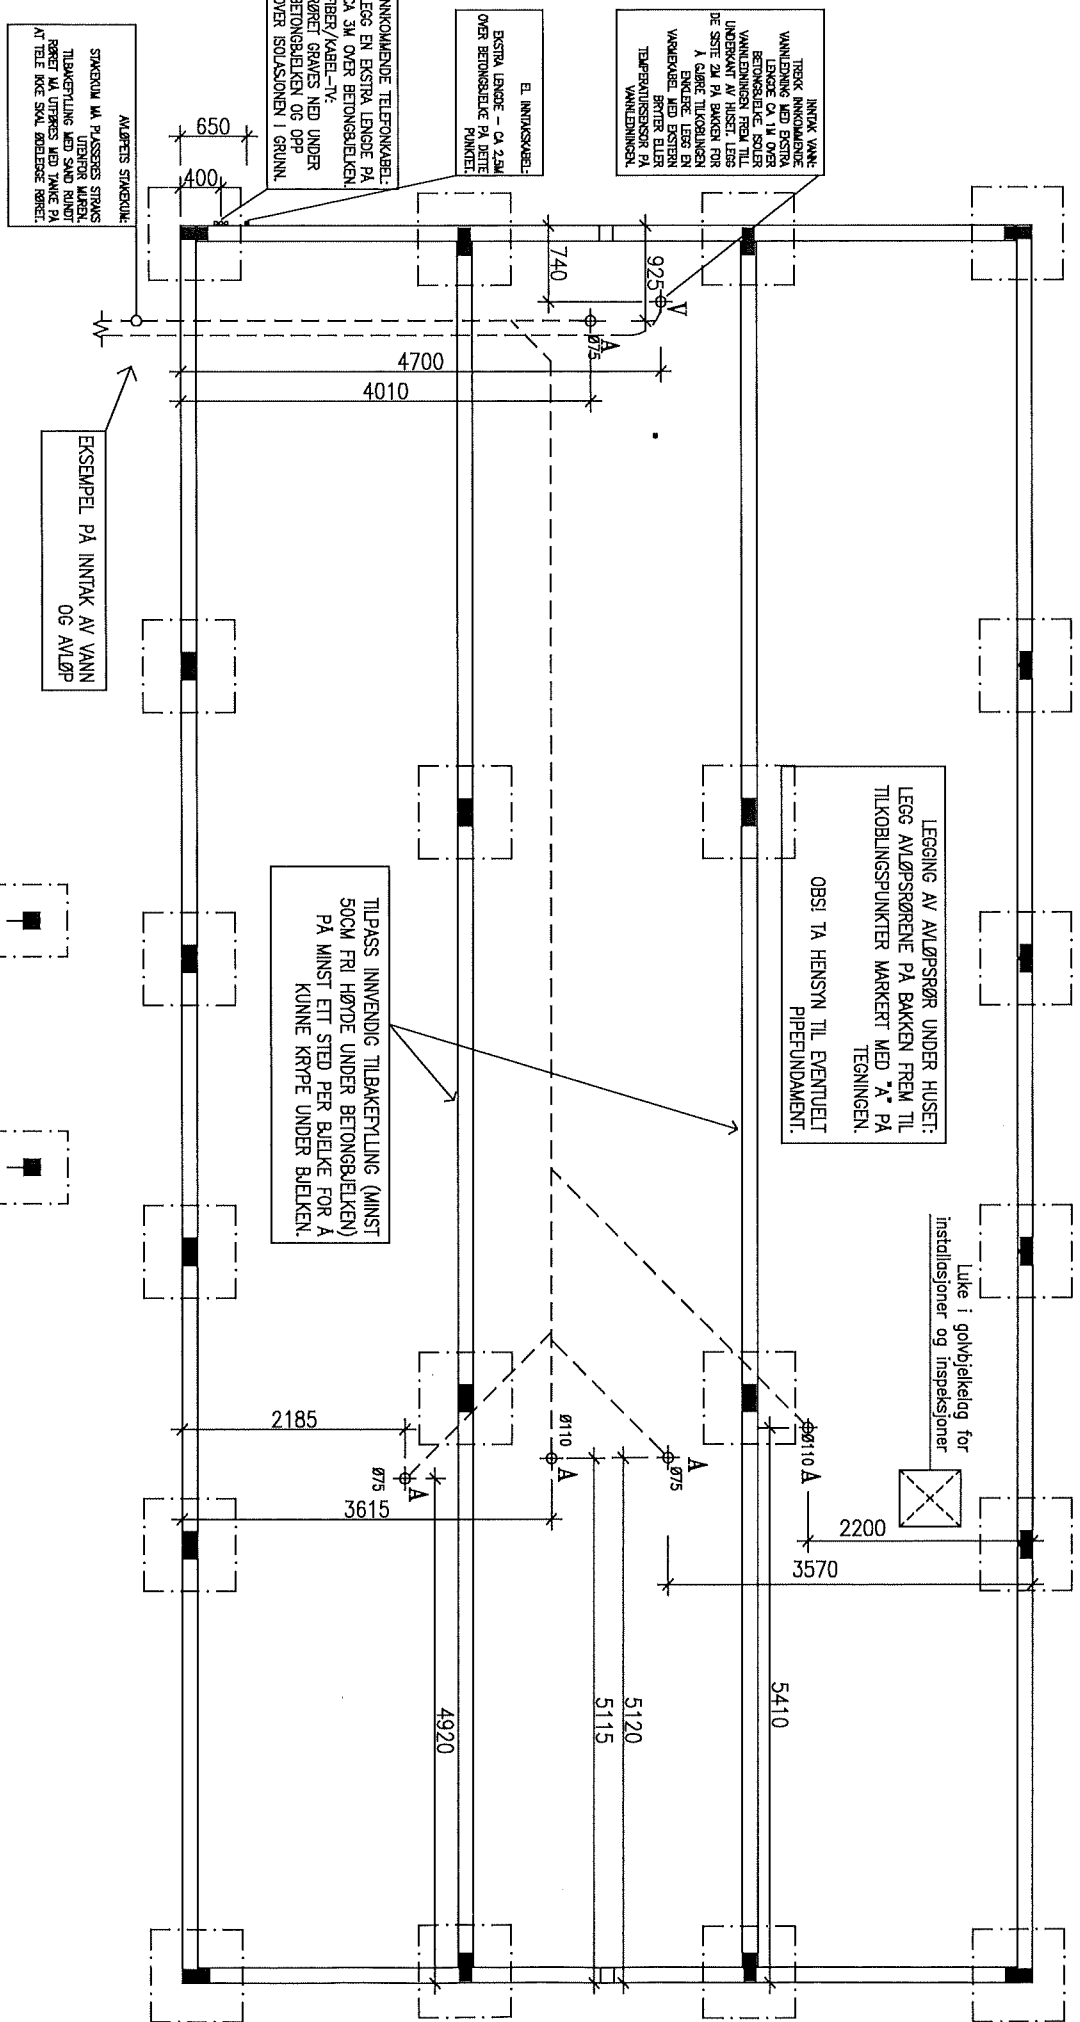 INNTAK VANN:
TREKK INNKOMMENDE
VANNLEDNING MED EKSTRA
LENGDE CA 1M OVER
BETONGBJELKE. ISOLER
VANNLEDNINGEN FREM TIL
UNDERKANT AV HUSET. LEGG
DE SISTE 2M PÅ BAKKEN FOR
Å GJØRE TILKOBLINGEN
ENKLERE. LEGG EN
VARMEKABEL MED EKSTERN
BRYTER ELLER
TEMPERATURSENSOR PÅ
VANNLEDNINGEN.
EL INNTAKSKABEL:
EKSTRA LENGDE – CA 2,5M
OVER BETONGBJELKE PÅ DETTE
PUNKTET.
INNKOMMENDE TELEFONKABEL:
LEGG EN EKSTRA LENGDE PÅ
CA 3M OVER BETONGBJELKEN.
FIBER/KABEL–TV:
RØRET GRAVES NED UNDER
BETONGBJELKEN OG OPP
OVER ISOLASJONEN I GRUNN.
AVLØPETS STAKEKUM:
STAKEKUM MÅ PLASSERES STRAKS
UTENFOR MUREN.
TILBAKEFYLLING MED SAND RUNDT
RØRET MÅ UTFØRES MED TANKE PÅ
AT TELE IKKE SKAL ØDELEGGE RØRET.
650
400
740
925
V
A
Ø75
4700
4010
EKSEMPEL PÅ INNTAK AV VANN
OG AVLØP
LEGGING AV AVLØPSRØR UNDER HUSET:
LEGG AVLØPSRØRENE PÅ BAKKEN FREM TIL
TILKOBLINGSPUNKTER MARKERT MED "A" PÅ
TEGNINGEN.
OBS! TA HENSYN TIL EVENTUELT
PIPEFUNDAMENT.
TILPASS INNVENDIG TILBAKEFYLLING (MINST
50CM FRI HØYDE UNDER BETONGBJELKEN)
PÅ MINST ETT STED PER BJELKE FOR Å
KUNNE KRYPE UNDER BJELKEN.
Luke i golvbjelkelag for
installasjoner og inspeksjoner
Ø110 A
2200
3570
A
Ø75
Ø110
A
2185
A
Ø75
3615
5410
5120
5115
4920